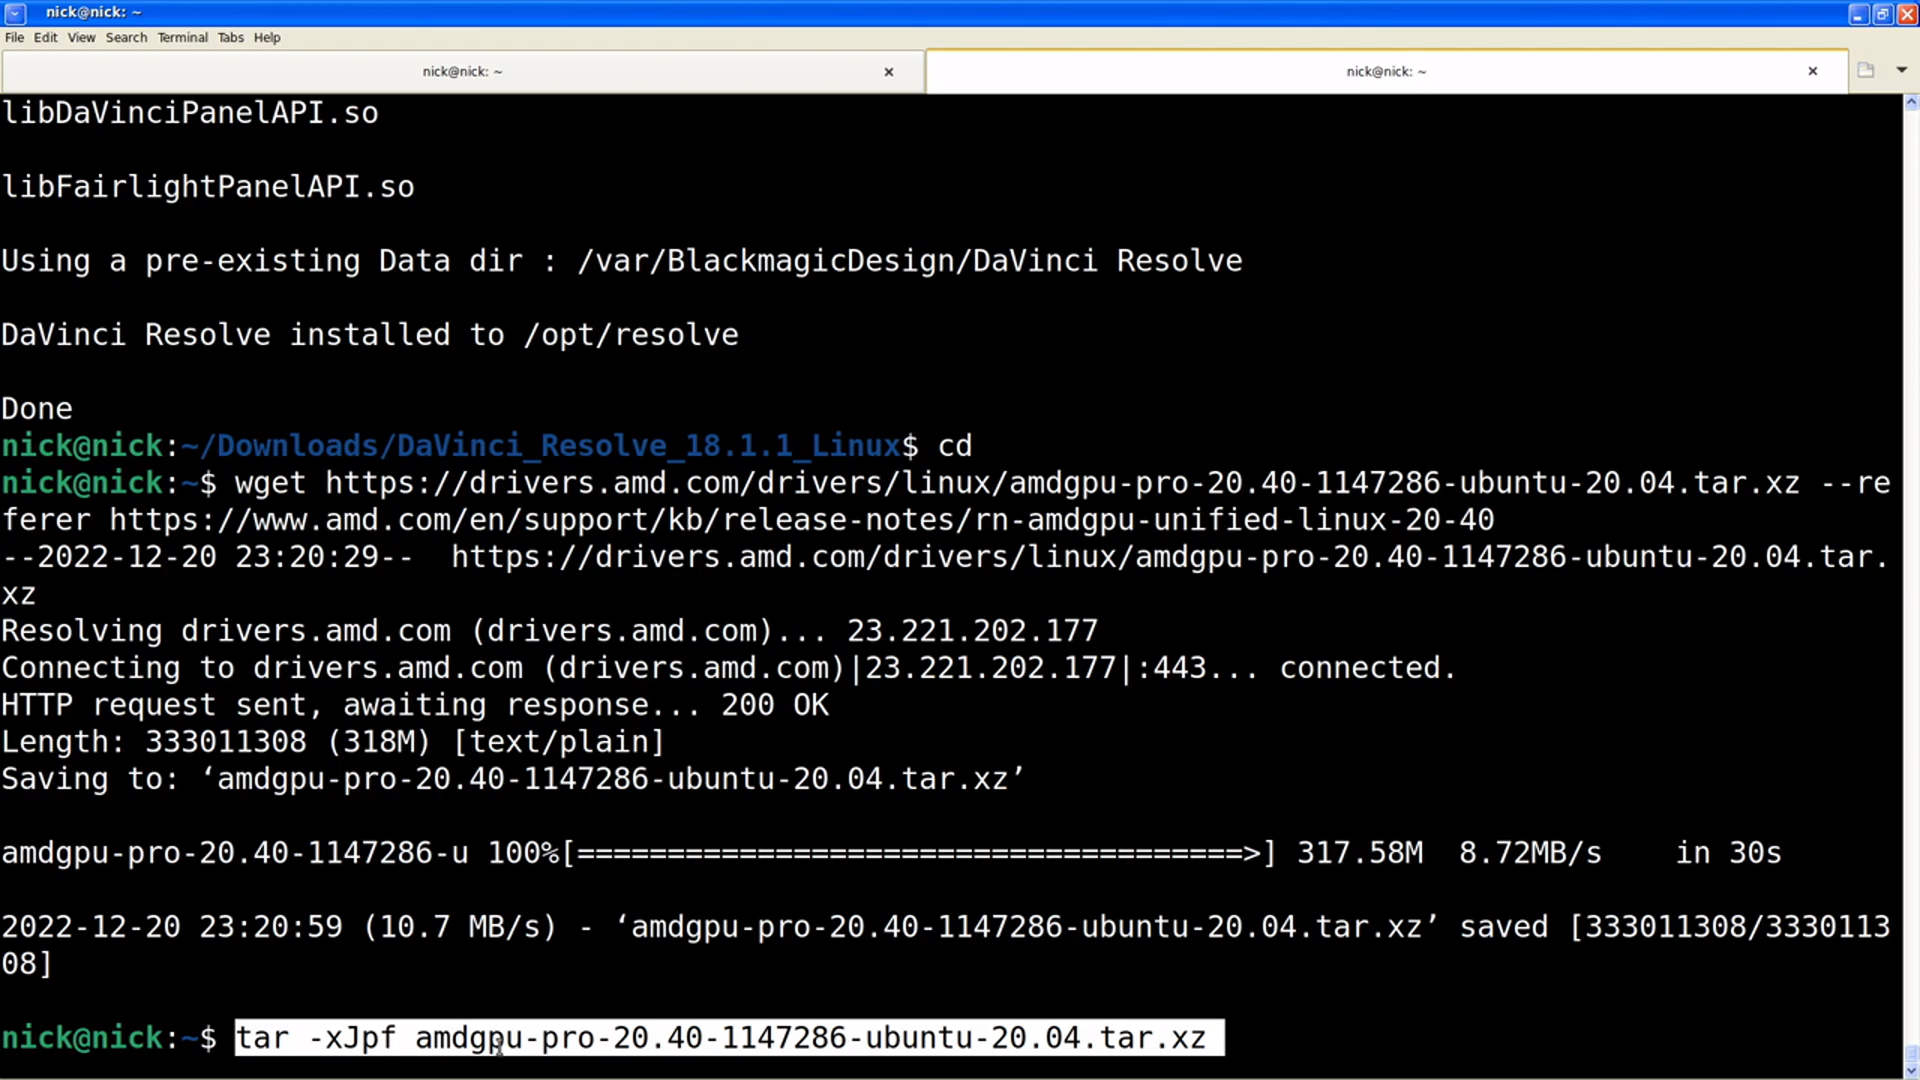 nick@nick: ~
File Edit View Search Terminal Tabs Help
nick@nick: ~ nick@nick: ~
libDaVinciPanelAPI.so
libFairlightPanelAPI.so
Using a pre-existing Data dir : /var/BlackmagicDesign/DaVinci Resolve
DaVinci Resolve installed to /opt/resolve
Done
nick@nick:~/Downloads/DaVinci_Resolve_18.1.1_Linux$ cd
nick@nick:~$ wget https://drivers.amd.com/drivers/linux/amdgpu-pro-20.40-1147286-ubuntu-20.04.tar.xz --re
ferer https://www.amd.com/en/support/kb/release-notes/rn-amdgpu-unified-linux-20-40
--2022-12-20 23:20:29-- https://drivers.amd.com/drivers/linux/amdgpu-pro-20.40-1147286-ubuntu-20.04.tar.
xz
Resolving drivers.amd.com (drivers.amd.com)... 23.221.202.177
Connecting to drivers.amd.com (drivers.amd.com)|23.221.202.177|:443... connected.
HTTP request sent, awaiting response... 200 OK
Length: 333011308 (318M) [text/plain]
Saving to: ‘amdgpu-pro-20.40-1147286-ubuntu-20.04.tar.xz’
amdgpu-pro-20.40-1147286-u 100%[=====================================>] 317.58M 8.72MB/s in 30s
2022-12-20 23:20:59 (10.7 MB/s) - ‘amdgpu-pro-20.40-1147286-ubuntu-20.04.tar.xz’ saved [333011308/3330113
08]
nick@nick:~$ tar -xJpf amdgpu-pro-20.40-1147286-ubuntu-20.04.tar.xz